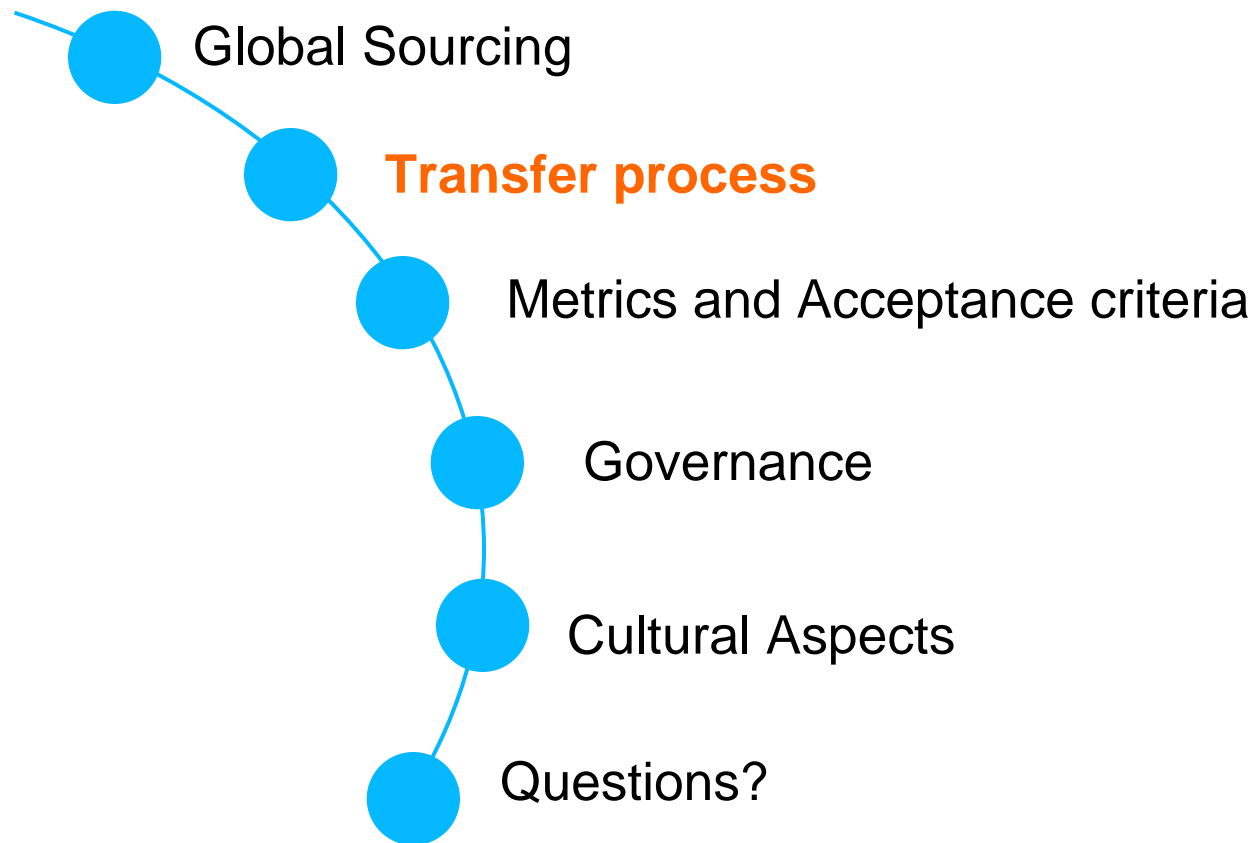 Global Sourcing
Transfer process
Metrics and Acceptance criteria
Governance
Cultural Aspects
Questions?